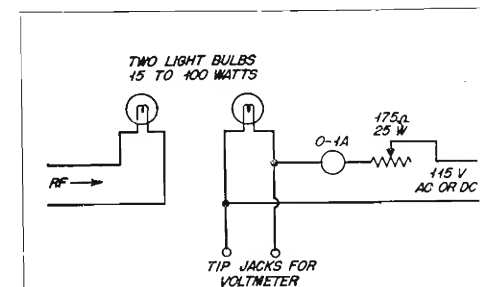 TWO LIGHT BULBS
15 TO 100 WATTS
175Ω
25 W
0-1A
RF
115 V
AC OR DC
TIP JACKS FOR
VOLTMETER